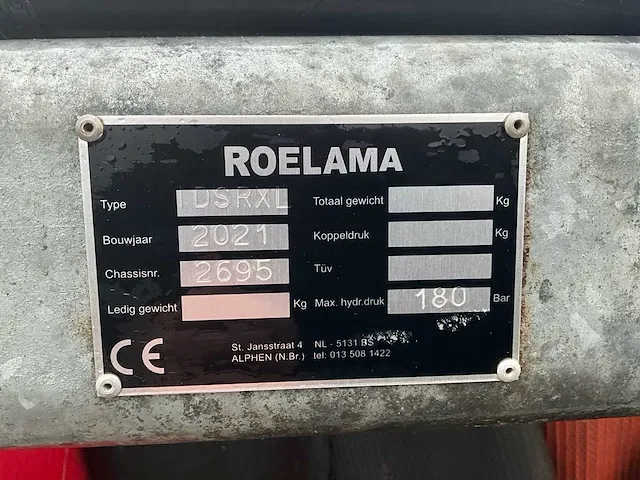 ROELAMA
Type DSRXL Totaal gewicht Kg
Bouwjaar 2021 Koppeldruk Kg
Chassisnr. 2695 Tüv
Ledig gewicht Kg Max. hydr.druk 180 Bar
CE St. Jansstraat 4 NL - 5131 BS
ALPHEN (N.Br.) tel: 013 508 1422